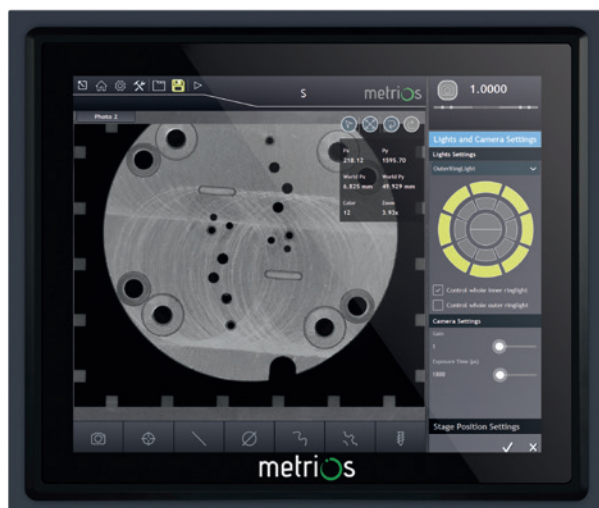 S
metrios
1.0000
Photo 2
Px Py
218.12 1595.70
World Px World Py
6.825 mm 49.929 mm
Color Zoom
12 3.93x
Lights and Camera Settings
Lights Settings
OuterRingLight
Control whole inner ringlight
Control whole outer ringlight
Camera Settings
Gain
1
Exposure Time (µs)
1000
Stage Position Settings
metrios